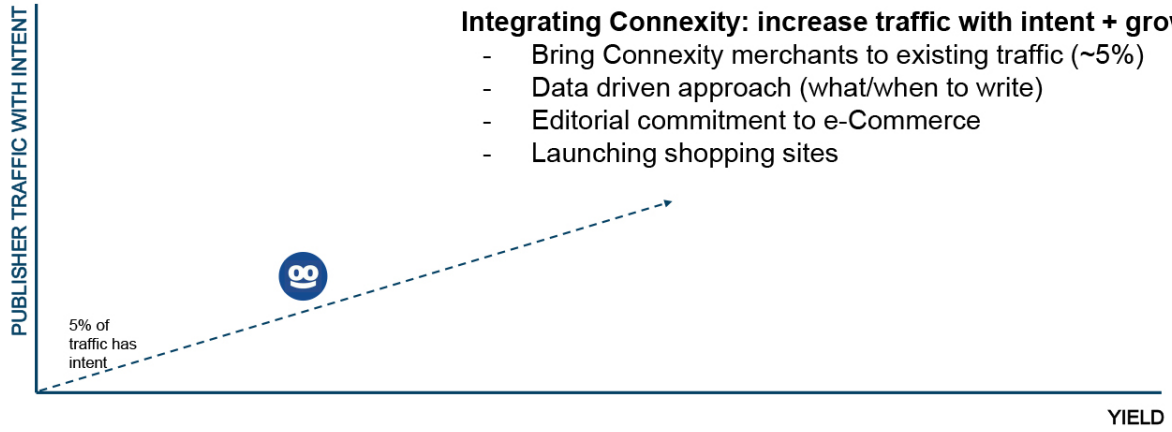 Integrating Connexity: increase traffic with intent +
- Bring Connexity merchants to existing traffic (~5%)
- Data driven approach (what/when to write)
- Editorial commitment to e-Commerce
- Launching shopping sites
PUBLISHER TRAFFIC WITH INTENT
5% of
traffic has
intent
YIELD